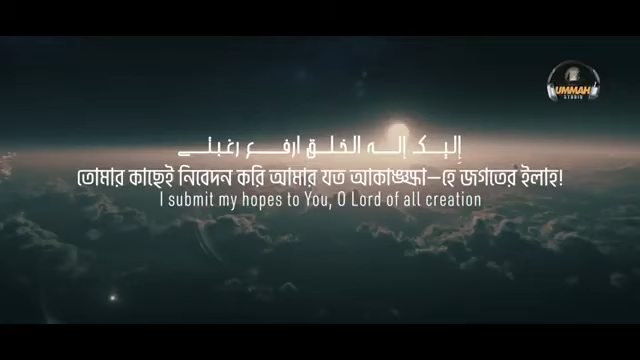 UMMAH
STUDIO
إليك إله الخلق ارفع رغبتي
তোমার কাছেই নিবেদন করি আমার যত আকাঙ্ক্ষা—হে জগতের ইলাহ!
I submit my hopes to You, O Lord of all creation